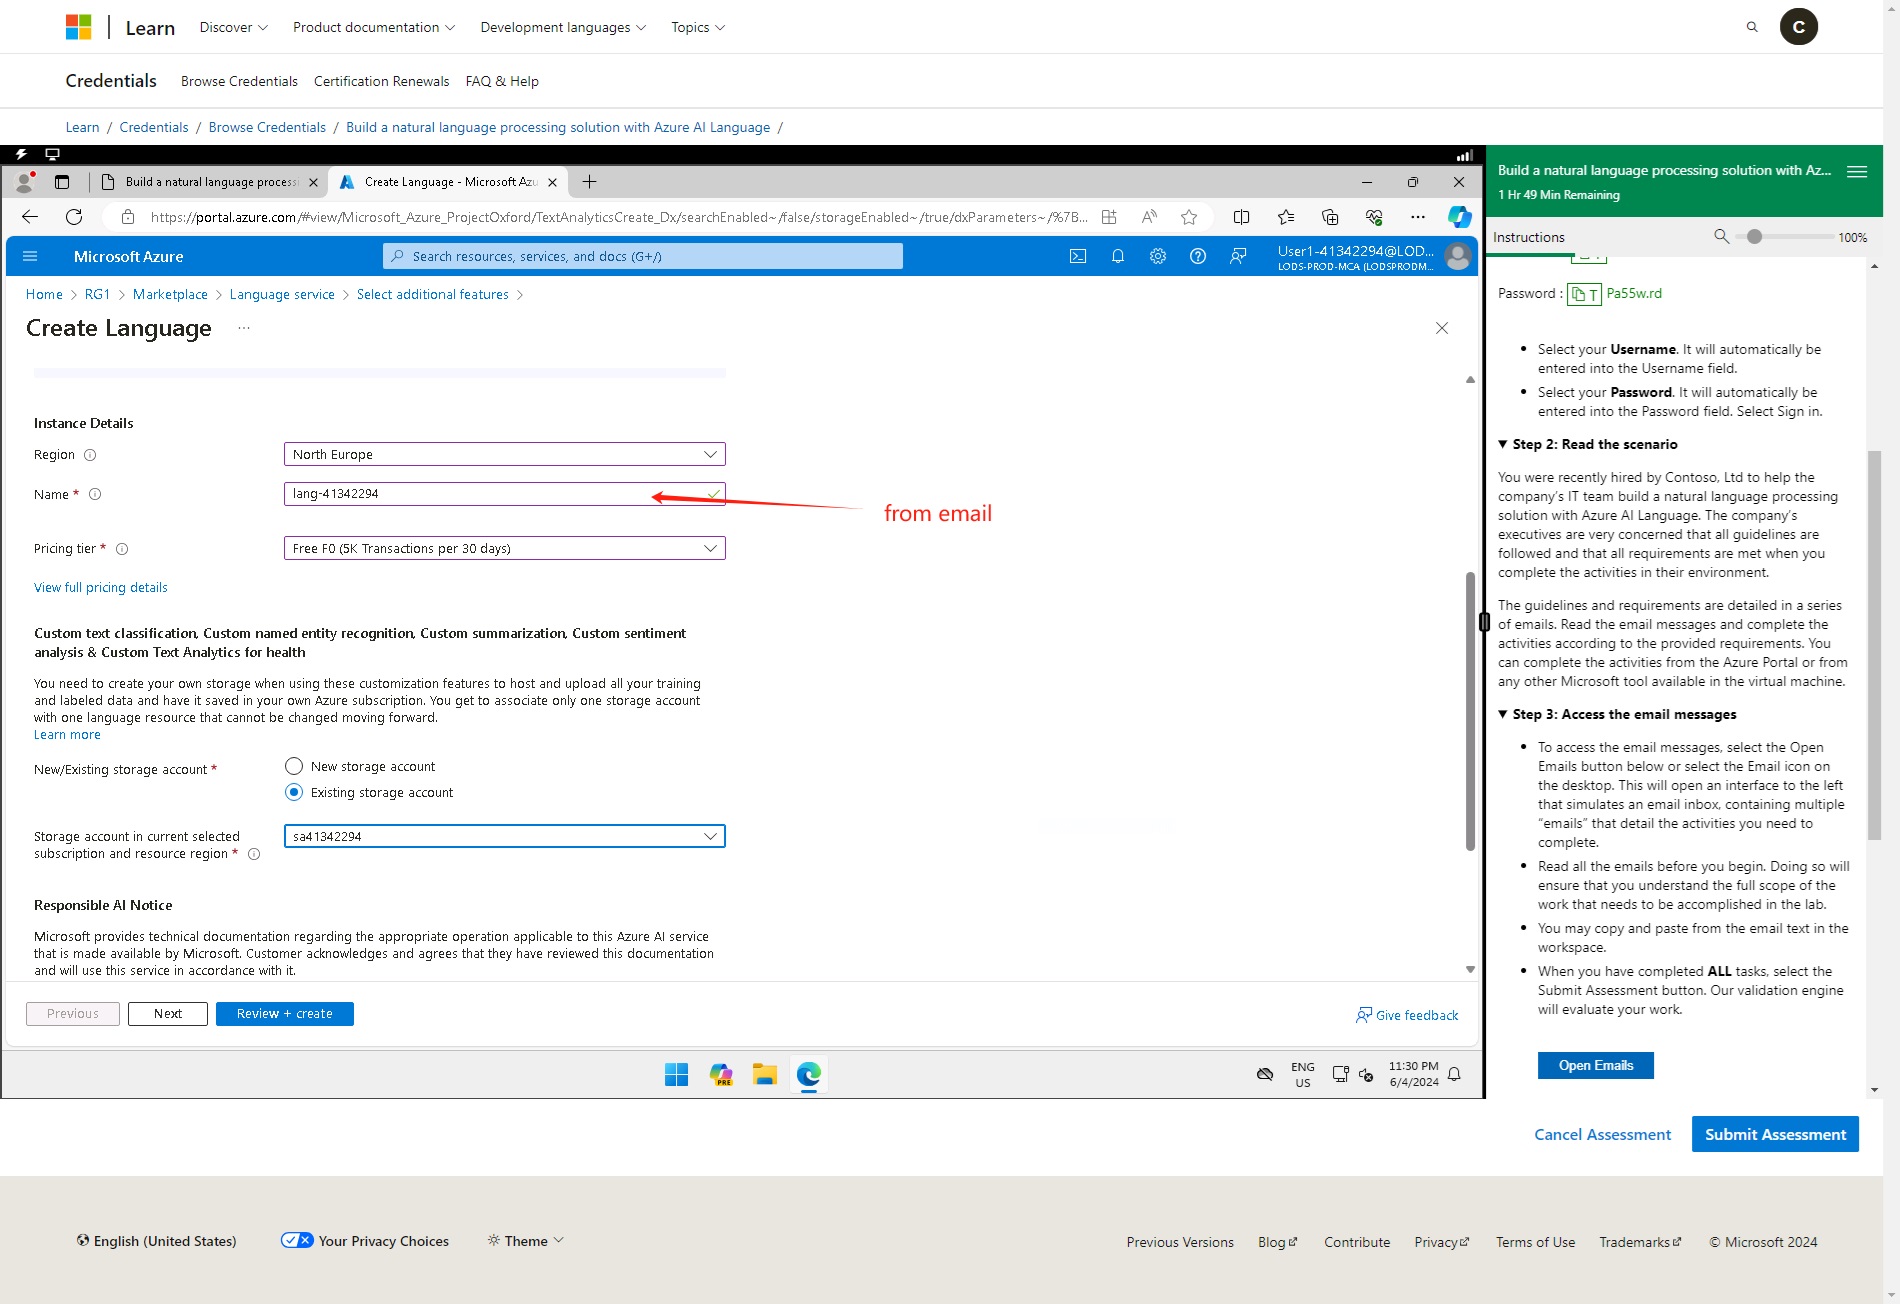 Learn Discover Product documentation Development languages Topics C
Credentials Browse Credentials Certification Renewals FAQ & Help
Learn / Credentials / Browse Credentials / Build a natural language processing solution with Azure AI Language /
Build a natural language process Create Language - Microsoft Azu
https://portal.azure.com/#view/Microsoft_Azure_ProjectOxford/TextAnalyticsCreate_Dx/searchEnabled~/false/storageEnabled~/true/dxParameters~/%7B...
Microsoft Azure Search resources, services, and docs (G+/) User1-41342294@LOD...
LODS-PROD-MCA (LODSPRODM...
Home > RG1 > Marketplace > Language service > Select additional features >
Create Language ...
Instance Details
Region North Europe
Name * lang-41342294
from email
Pricing tier * Free F0 (5K Transactions per 30 days)
View full pricing details
Custom text classification, Custom named entity recognition, Custom summarization, Custom sentiment
analysis & Custom Text Analytics for health
You need to create your own storage when using these customization features to host and upload all your training
and labeled data and have it saved in your own Azure subscription. You get to associate only one storage account
with one language resource that cannot be changed moving forward.
Learn more
New/Existing storage account * New storage account
Existing storage account
Storage account in current selected
subscription and resource region * sa41342294
Responsible AI Notice
Microsoft provides technical documentation regarding the appropriate operation applicable to this Azure AI service
that is made available by Microsoft. Customer acknowledges and agrees that they have reviewed this documentation
and will use this service in accordance with it.
Previous Next Review + create Give feedback
PRE
ENG
US
11:30 PM
6/4/2024
Build a natural language processing solution with Az...
1 Hr 49 Min Remaining
Instructions 100%
Password : T Pa55w.rd
• Select your Username. It will automatically be
entered into the Username field.
• Select your Password. It will automatically be
entered into the Password field. Select Sign in.
▼ Step 2: Read the scenario
You were recently hired by Contoso, Ltd to help the
company's IT team build a natural language processing
solution with Azure AI Language. The company's
executives are very concerned that all guidelines are
followed and that all requirements are met when you
complete the activities in their environment.
The guidelines and requirements are detailed in a series
of emails. Read the email messages and complete the
activities according to the provided requirements. You
can complete the activities from the Azure Portal or from
any other Microsoft tool available in the virtual machine.
▼ Step 3: Access the email messages
• To access the email messages, select the Open
Emails button below or select the Email icon on
the desktop. This will open an interface to the left
that simulates an email inbox, containing multiple
“emails” that detail the activities you need to
complete.
• Read all the emails before you begin. Doing so will
ensure that you understand the full scope of the
work that needs to be accomplished in the lab.
• You may copy and paste from the email text in the
workspace.
• When you have completed ALL tasks, select the
Submit Assessment button. Our validation engine
will evaluate your work.
Open Emails
Cancel Assessment Submit Assessment
English (United States) Your Privacy Choices Theme Previous Versions Blog Contribute Privacy Terms of Use Trademarks © Microsoft 2024